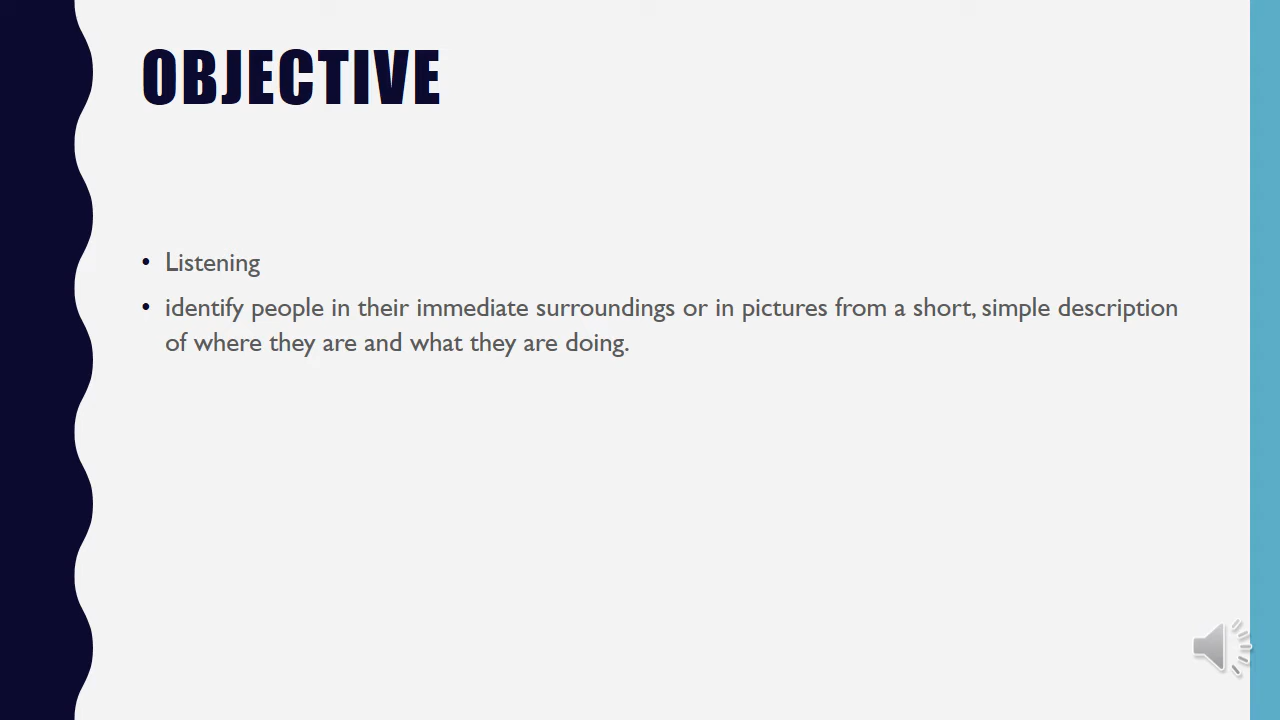 OBJECTIVE
• Listening
• identify people in their immediate surroundings or in pictures from a short, simple description
of where they are and what they are doing.